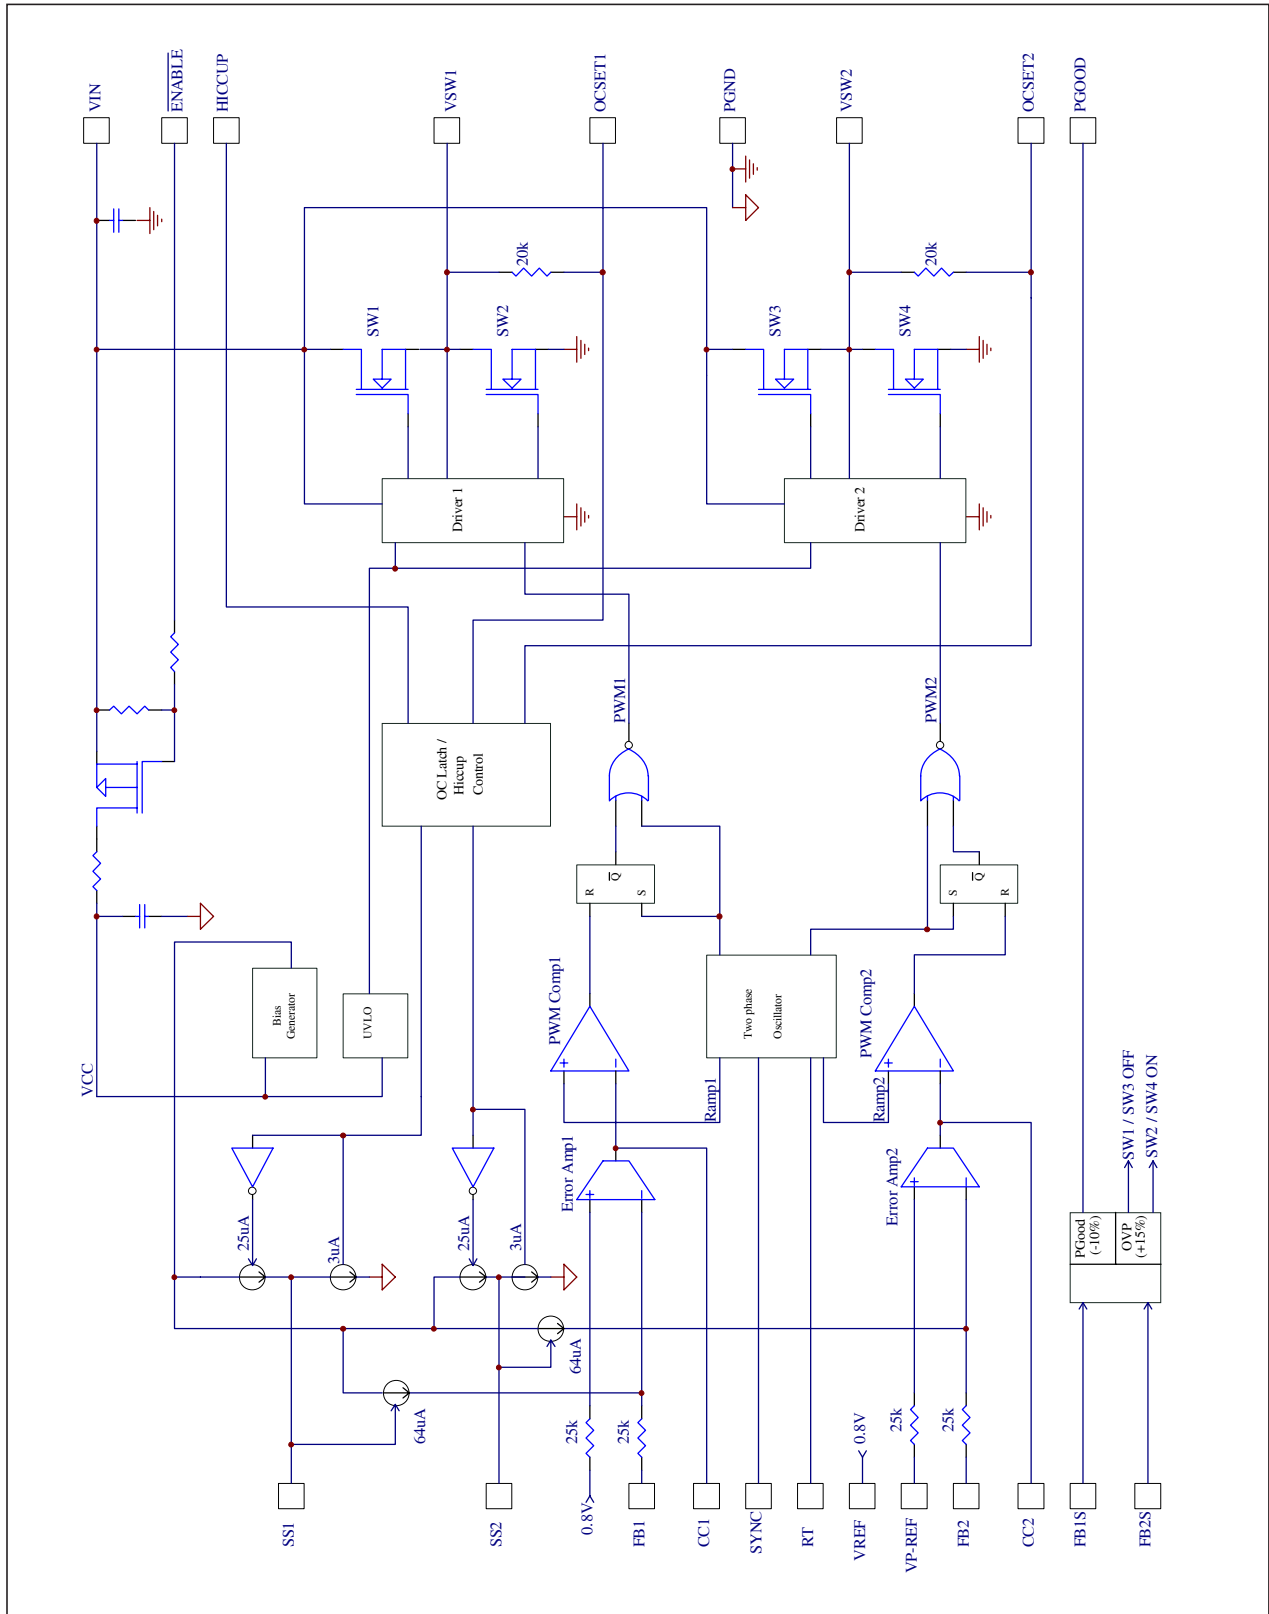 VIN
ENABLE
HICCUP
VSW1
OCSET1
PGND
VSW2
OCSET2
PGOOD
20k
20k
SW1
SW2
SW3
SW4
Driver 1
Driver 2
PWM1
PWM2
OC Latch /
Hiccup
Control
R
Q
S
S
Q
R
Bias
Generator
UVLO
VCC
PWM Comp1
+
−
Two phase
Oscillator
PWM Comp2
+
−
Ramp1
Ramp2
Error Amp1
+
−
Error Amp2
+
−
25uA
3uA
25uA
3uA
64uA
64uA
SW1 / SW3 OFF
SW2 / SW4 ON
PGood
(-10%)
OVP
(+15%)
25k
25k
25k
25k
0.8V
0.8V
SS1
SS2
FB1
CC1
SYNC
RT
VREF
VP-REF
FB2
CC2
FB1S
FB2S